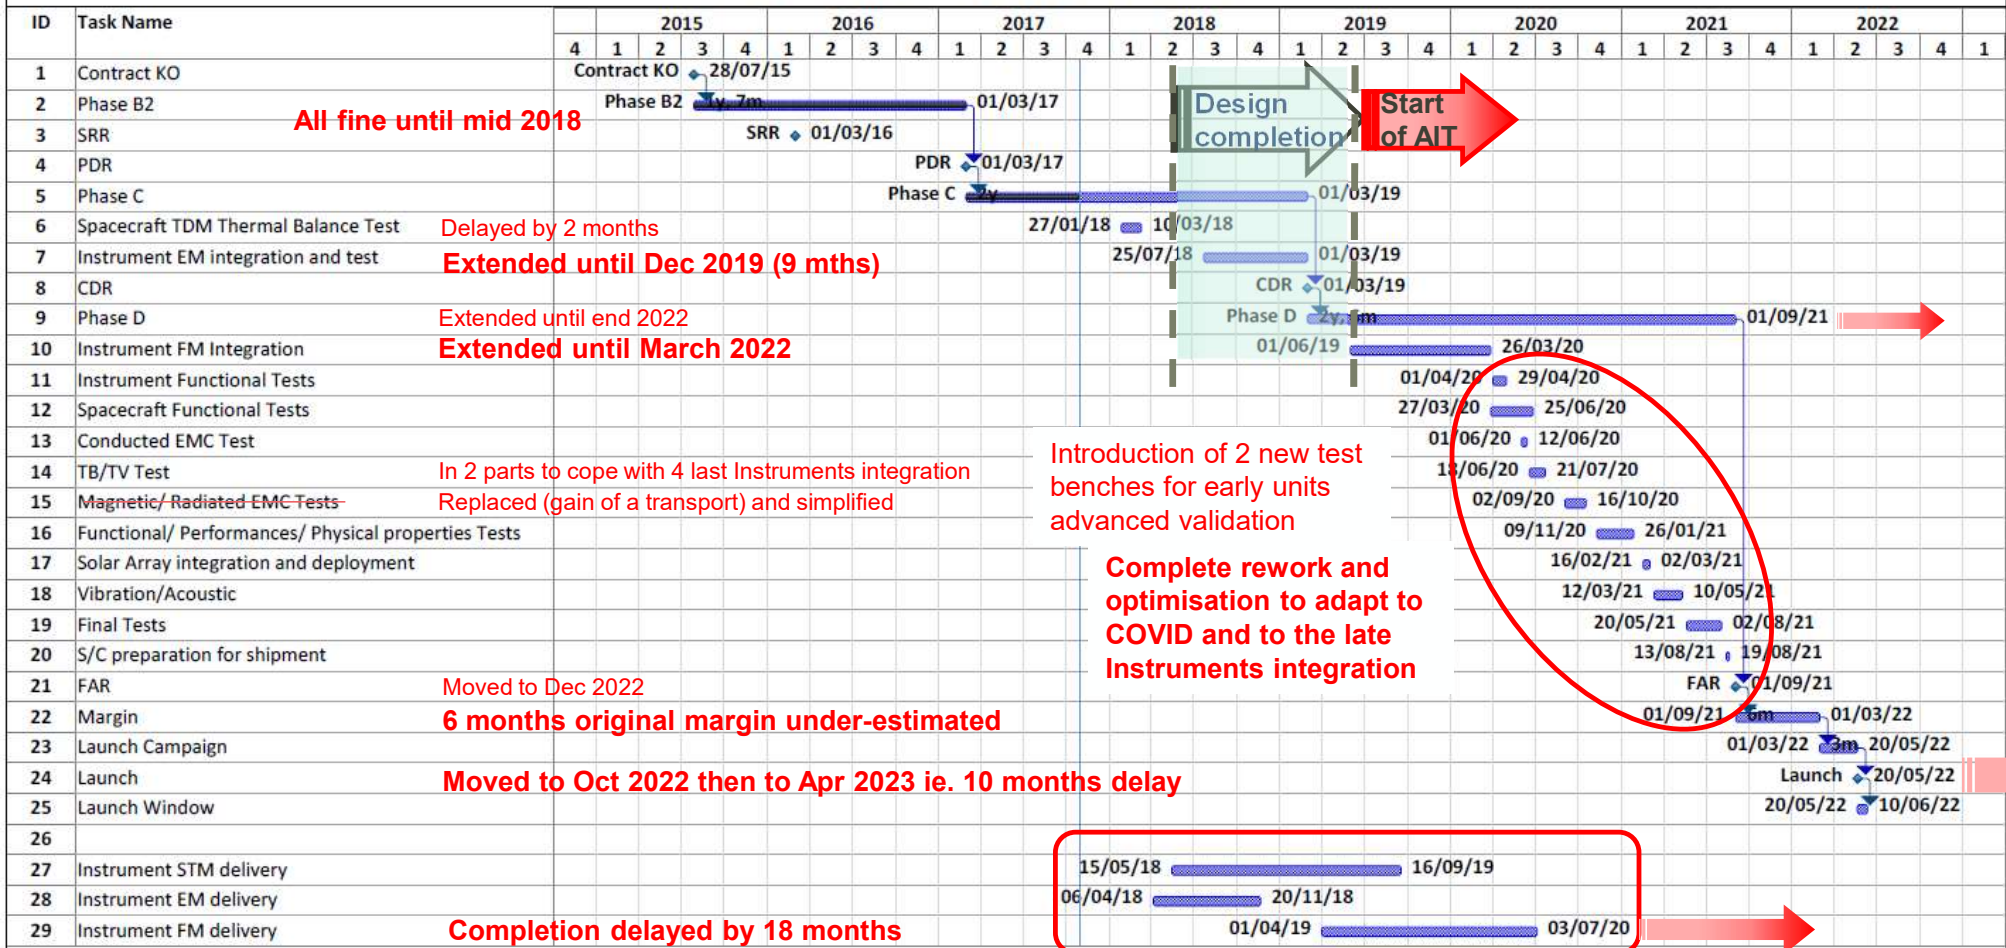 ID Task Name 2015 2016 2017 2018 2019 2020 2021 2022
4 1 2 3 4 1 2 3 4 1 2 3 4 1 2 3 4 1 2 3 4 1 2 3 4 1 2 3 4 1 2 3 4 1
1 Contract KO Contract KO 28/07/15
2 Phase B2 Phase B2 1y, 7m 01/03/17
All fine until mid 2018
Design completion
Start of AIT
3 SRR SRR 01/03/16
4 PDR PDR 01/03/17
5 Phase C Phase C 2y 01/03/19
6 Spacecraft TDM Thermal Balance Test Delayed by 2 months 27/01/18 10/03/18
7 Instrument EM integration and test Extended until Dec 2019 (9 mths) 25/07/18 01/03/19
8 CDR CDR 01/03/19
9 Phase D Extended until end 2022 Phase D 2y, 6m 01/09/21
10 Instrument FM Integration Extended until March 2022 01/06/19 26/03/20
11 Instrument Functional Tests 01/04/20 29/04/20
12 Spacecraft Functional Tests 27/03/20 25/06/20
13 Conducted EMC Test 01/06/20 12/06/20
14 TB/TV Test In 2 parts to cope with 4 last Instruments integration 18/06/20 21/07/20
15 Magnetic/ Radiated EMC Tests Replaced (gain of a transport) and simplified 02/09/20 16/10/20
Introduction of 2 new test
benches for early units
advanced validation
16 Functional/ Performances/ Physical properties Tests 09/11/20 26/01/21
17 Solar Array integration and deployment 16/02/21 02/03/21
18 Vibration/Acoustic 12/03/21 10/05/21
19 Final Tests 20/05/21 02/08/21
20 S/C preparation for shipment 13/08/21 19/08/21
Complete rework and
optimisation to adapt to
COVID and to the late
Instruments integration
21 FAR Moved to Dec 2022 FAR 01/09/21
22 Margin 6 months original margin under-estimated 01/09/21 6m 01/03/22
23 Launch Campaign 01/03/22 3m 20/05/22
24 Launch Moved to Oct 2022 then to Apr 2023 ie. 10 months delay Launch 20/05/22
25 Launch Window 20/05/22 10/06/22
26
27 Instrument STM delivery 15/05/18 16/09/19
28 Instrument EM delivery 06/04/18 20/11/18
29 Instrument FM delivery Completion delayed by 18 months 01/04/19 03/07/20